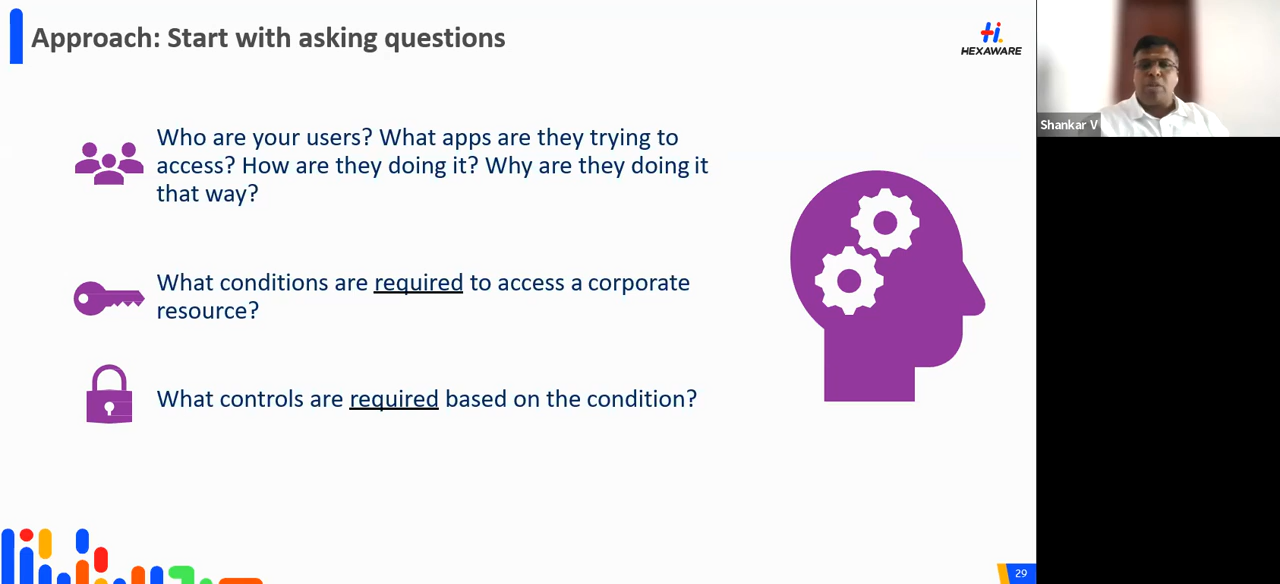 Approach: Start with asking questions
HEXAWARE
Shankar V
Who are your users? What apps are they trying to
access? How are they doing it? Why are they doing it
that way?
What conditions are required to access a corporate
resource?
What controls are required based on the condition?
29